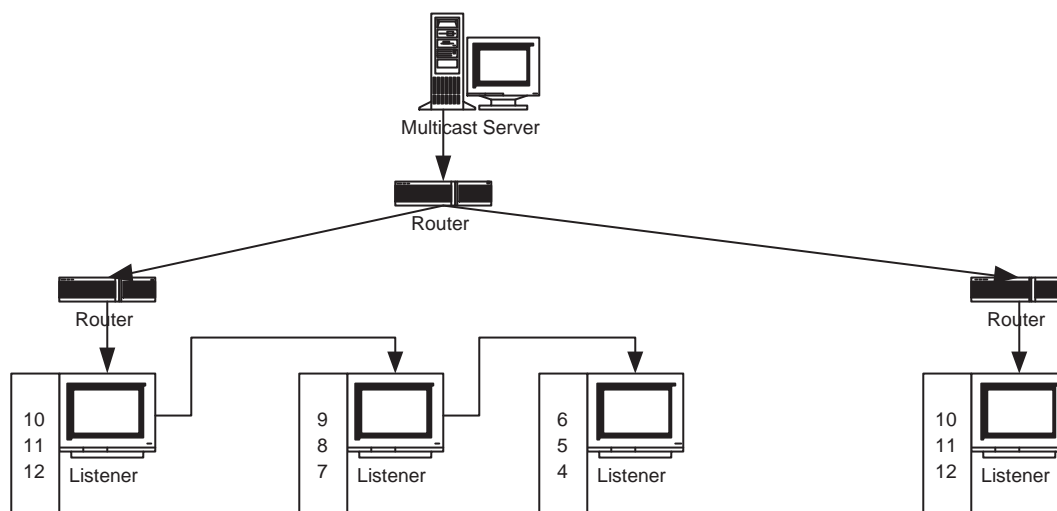 Multicast Server
Router
Router
Router
10
11
12
Listener
9
8
7
Listener
6
5
4
Listener
10
11
12
Listener